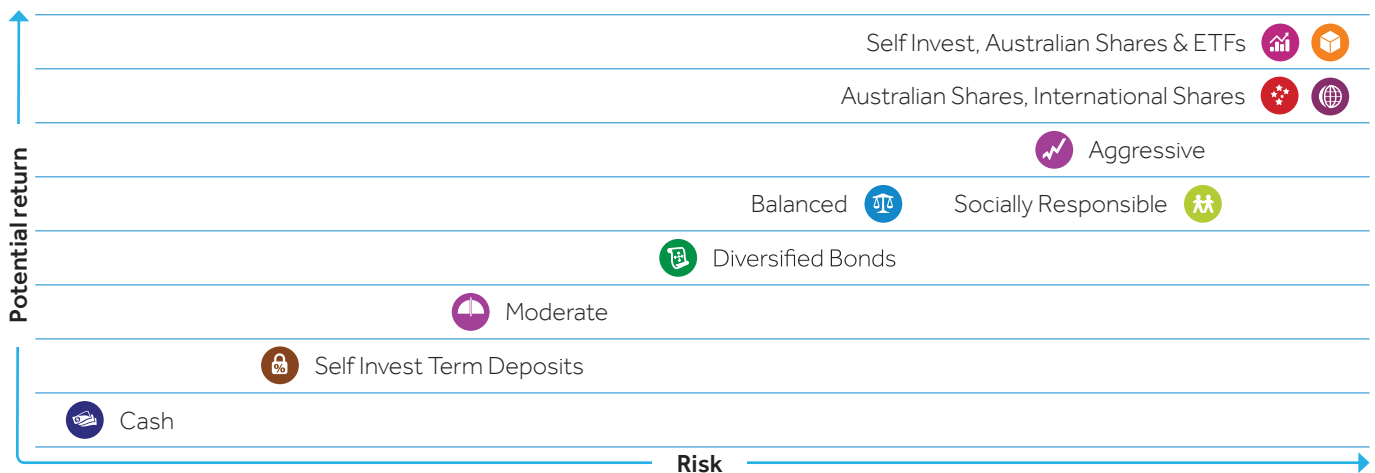 Self Invest, Australian Shares & ETFs
Australian Shares, International Shares
Aggressive
Balanced
Socially Responsible
Diversified Bonds
Moderate
%
Self Invest Term Deposits
Cash
Potential return
Risk